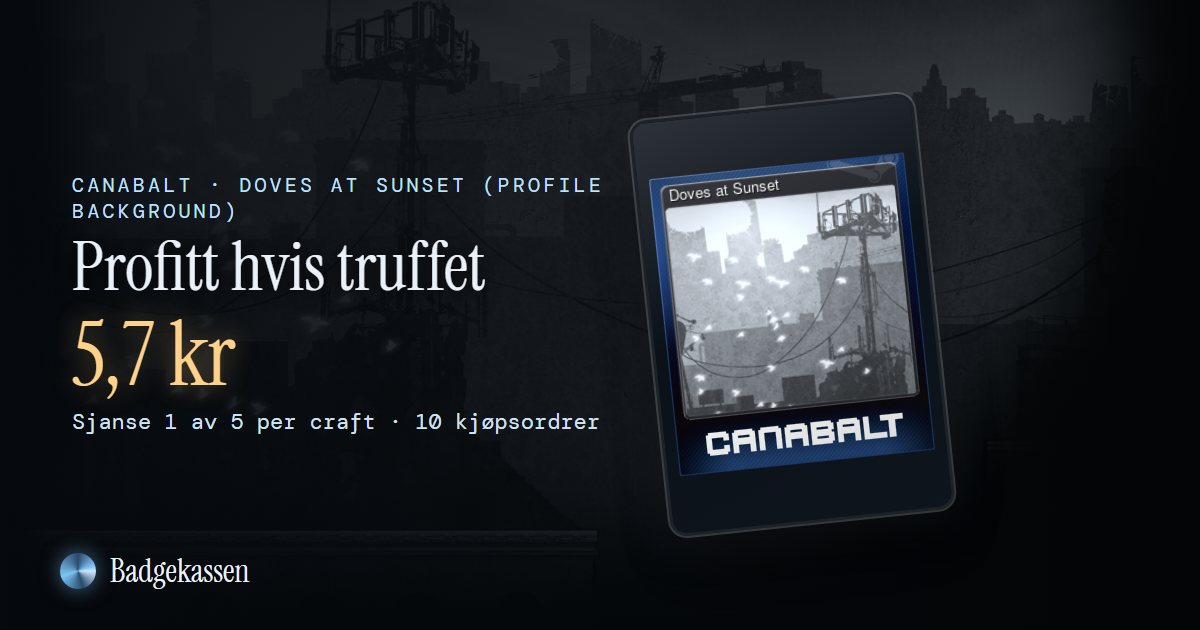 CANABALT · DOVES AT SUNSET (PROFILE
BACKGROUND)
Profitt hvis truffet
5,7 kr
Sjanse 1 av 5 per craft · 10 kjøpsordrer
Badgekassen
Doves at Sunset
CANABALT